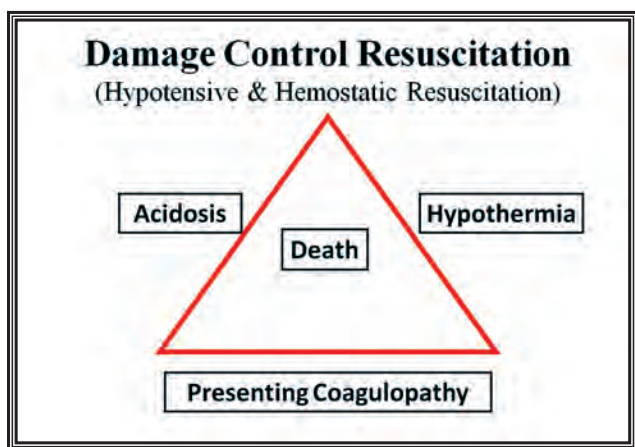 Damage Control Resuscitation
(Hypotensive & Hemostatic Resuscitation)
Acidosis
Hypothermia
Death
Presenting Coagulopathy